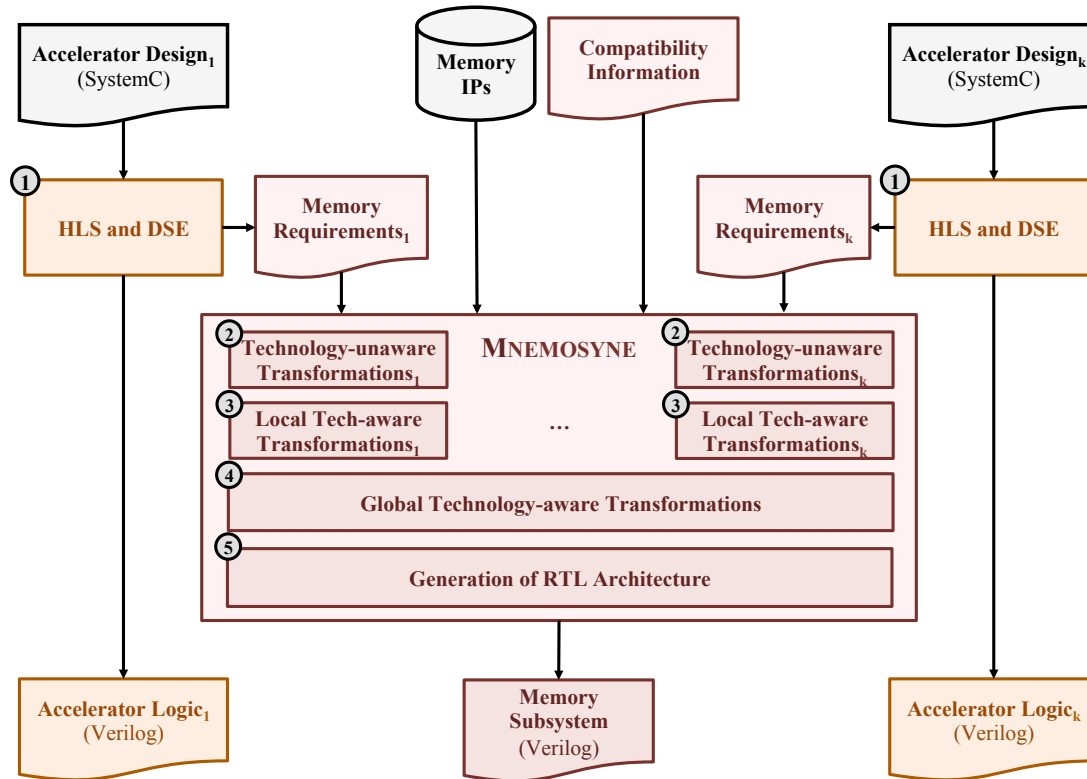 Accelerator Design1
(SystemC)
Memory
IPs
Compatibility
Information
Accelerator Designk
(SystemC)
1
HLS and DSE
Memory
Requirements1
Memory
Requirementsk
1
HLS and DSE
MNEMOSYNE
2
Technology-unaware
Transformations1
2
Technology-unaware
Transformationsk
3
Local Tech-aware
Transformations1
...
3
Local Tech-aware
Transformationsk
4
Global Technology-aware Transformations
5
Generation of RTL Architecture
Accelerator Logic1
(Verilog)
Memory
Subsystem
(Verilog)
Accelerator Logick
(Verilog)